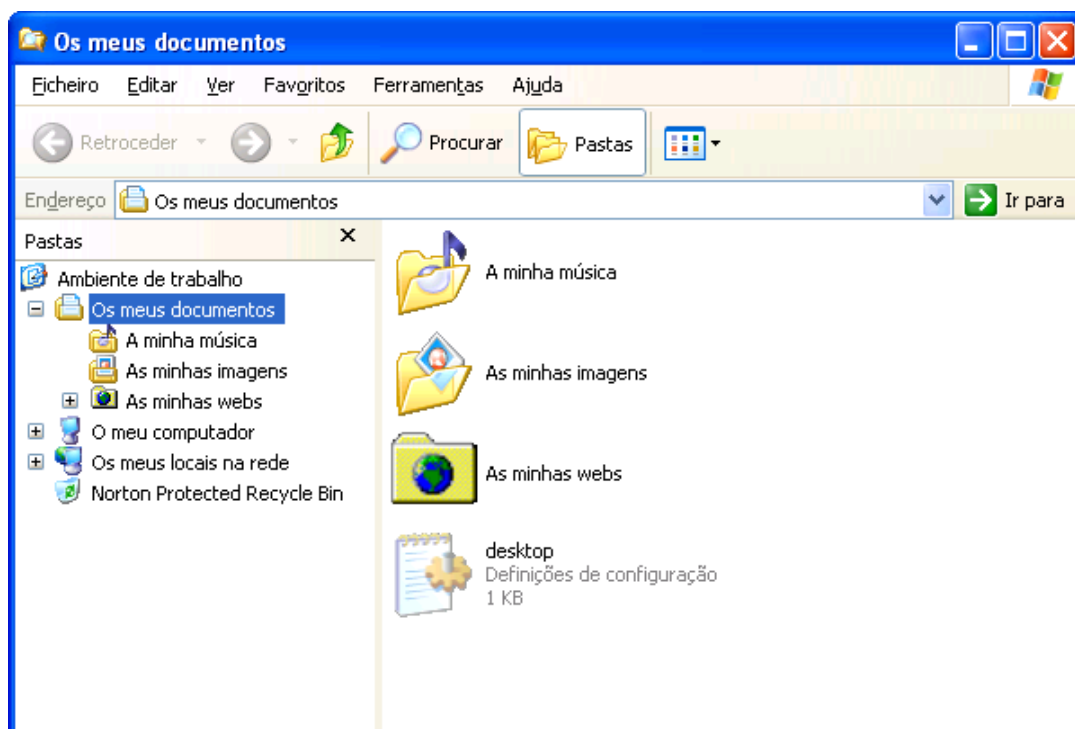 Os meus documentos
Ficheiro Editar Ver Favoritos Ferramentas Ajuda
Retroceder Procurar Pastas
Endereço Os meus documentos Ir para
Pastas
Ambiente de trabalho
Os meus documentos
A minha música
As minhas imagens
As minhas webs
O meu computador
Os meus locais na rede
Norton Protected Recycle Bin
A minha música
As minhas imagens
As minhas webs
desktop
Definições de configuração
1 KB